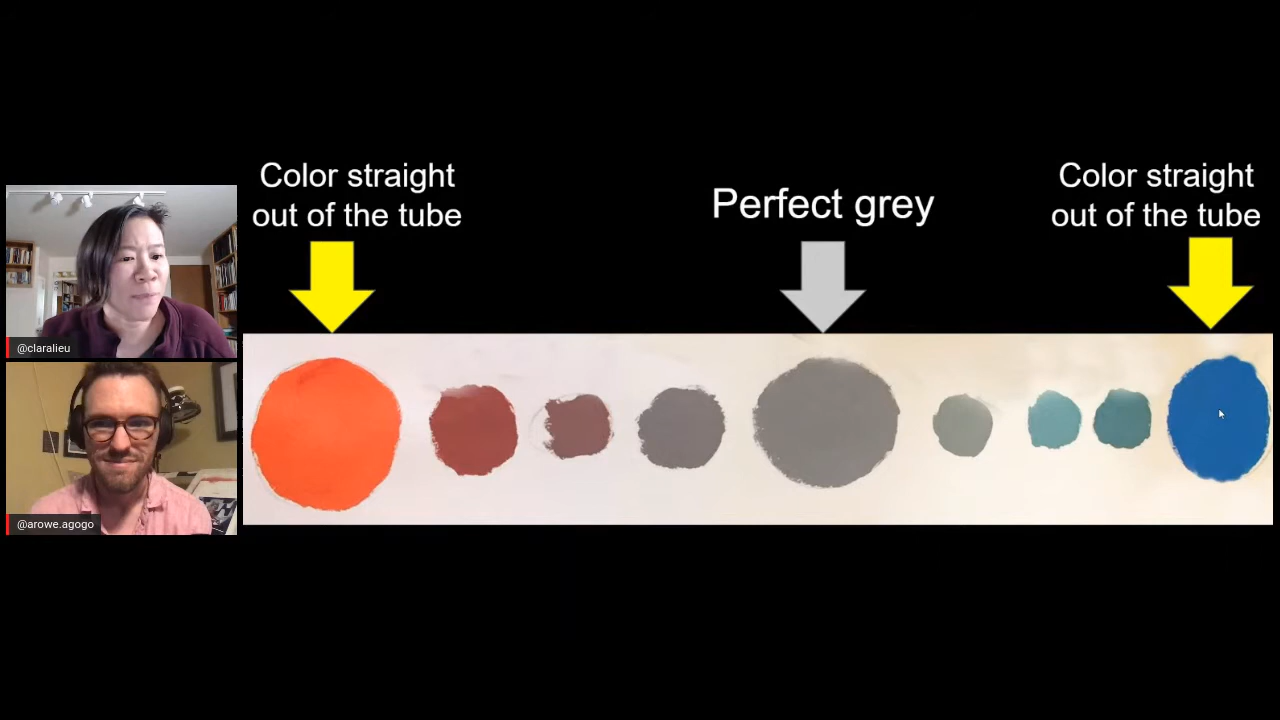 Color straight
out of the tube
Perfect grey
Color straight
out of the tube
@claralieu
@arowe.agogo